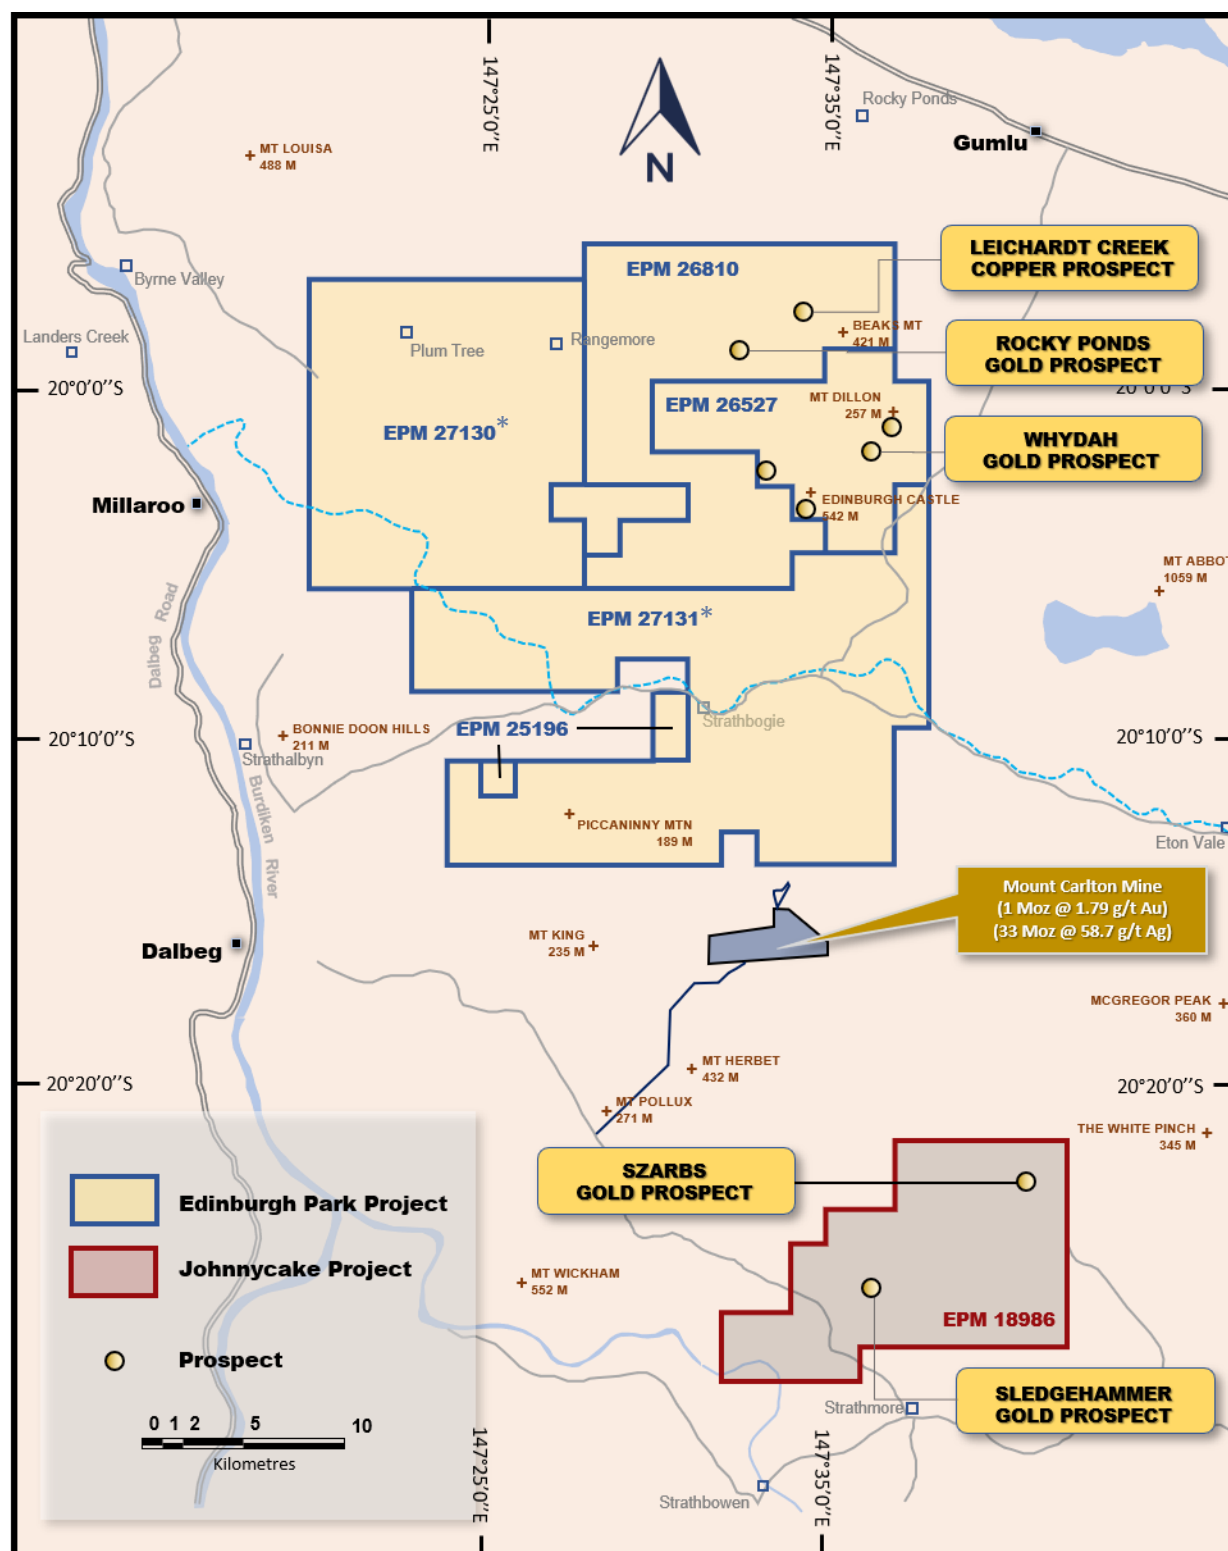 147°25'0''E
147°35'0''E
Rocky Ponds
Gumlu
MT LOUISA
488 M
N
LEICHARDT CREEK
COPPER PROSPECT
EPM 26810
Byrne Valley
Landers Creek
Plum Tree
Rangemore
BEAKS MT
421 M
ROCKY PONDS
GOLD PROSPECT
20°0'0''S
20°0'0''S
EPM 26527
MT DILLON
257 M
EPM 27130*
WHYDAH
GOLD PROSPECT
Millaroo
EDINBURGH CASTLE
542 M
MT ABBOT
1059 M
Dalbeg Road
EPM 27131*
Strathbogie
BONNIE DOON HILLS
211 M
EPM 25196
20°10'0''S
20°10'0''S
Strathalbyn
Burdiken River
PICCANINNY MTN
189 M
Eton Vale
Mount Carlton Mine
(1 Moz @ 1.79 g/t Au)
(33 Moz @ 58.7 g/t Ag)
MT KING
235 M
Dalbeg
MCGREGOR PEAK
360 M
MT HERBET
432 M
20°20'0''S
20°20'0''S
MT POLLUX
271 M
THE WHITE PINCH
345 M
SZARBS
GOLD PROSPECT
Edinburgh Park Project
Johnnycake Project
MT WICKHAM
552 M
EPM 18986
Prospect
SLEDGEHAMMER
GOLD PROSPECT
Strathmore
0 1 2 5 10
Kilometres
147°25'0''E
147°35'0''E
Strathbowen